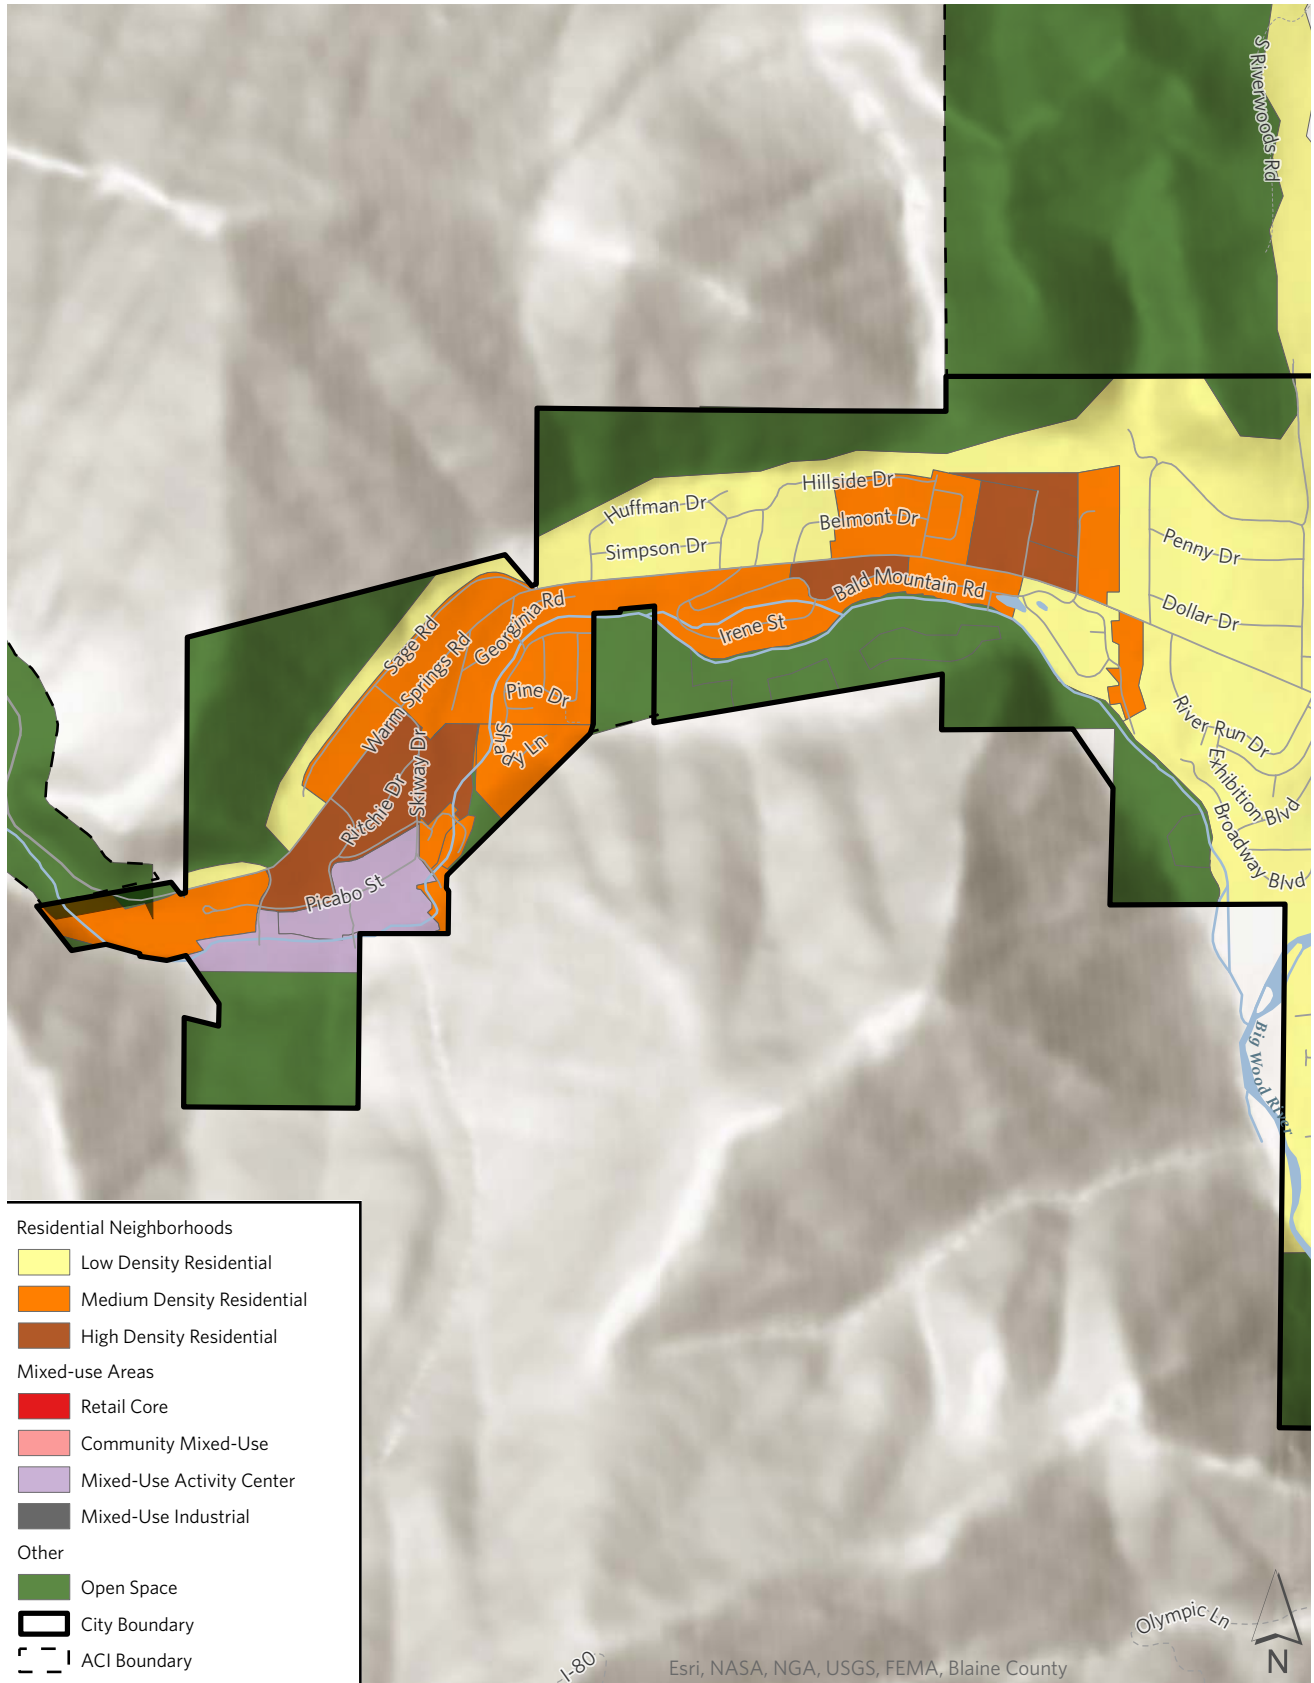 S Riverwoods Rd
Hillside Dr
Huffman Dr
Belmont Dr
Simpson Dr
Penny Dr
Bald Mountain Rd
Dollar Dr
Georginia Rd
Irene St
Sage Rd
Warm Springs Rd
Pine Dr
Shady Ln
River Run Dr
Exhibition Blvd
Skiway Dr
Ritchie Dr
Broadway Blvd
Picabo St
Big Wood River
H
Residential Neighborhoods
Low Density Residential
Medium Density Residential
High Density Residential
Mixed-use Areas
Retail Core
Community Mixed-Use
Mixed-Use Activity Center
Mixed-Use Industrial
Other
Open Space
City Boundary
ACI Boundary
Olympic Ln
I-80
Esri, NASA, NGA, USGS, FEMA, Blaine County
N